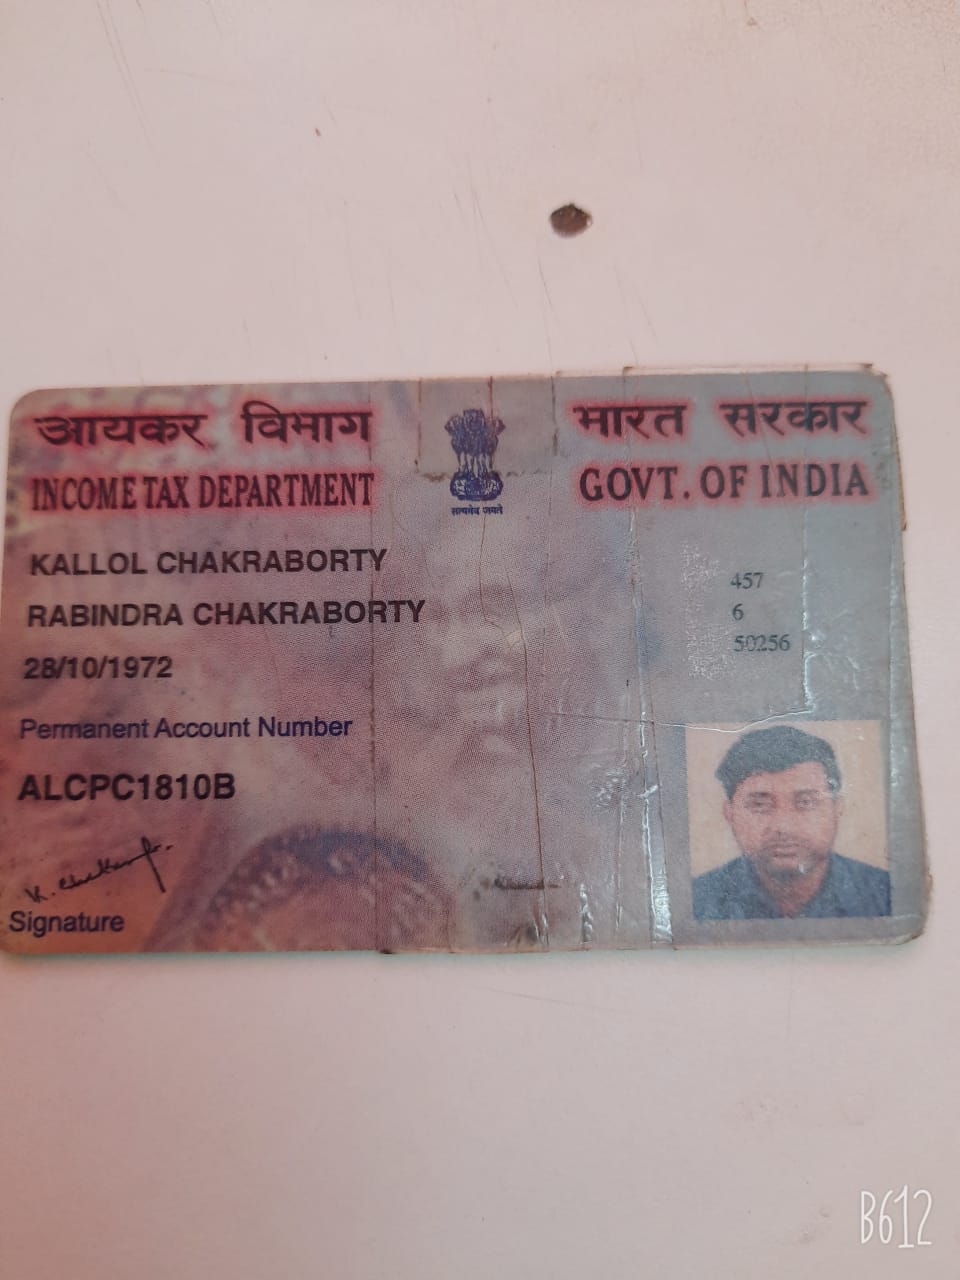 आयकर विभाग
INCOME TAX DEPARTMENT
सत्यमेव जयते
भारत सरकार
GOVT. OF INDIA
KALLOL CHAKRABORTY
RABINDRA CHAKRABORTY
28/10/1972
457
6
50256
Permanent Account Number
ALCPC1810B
Signature
B612